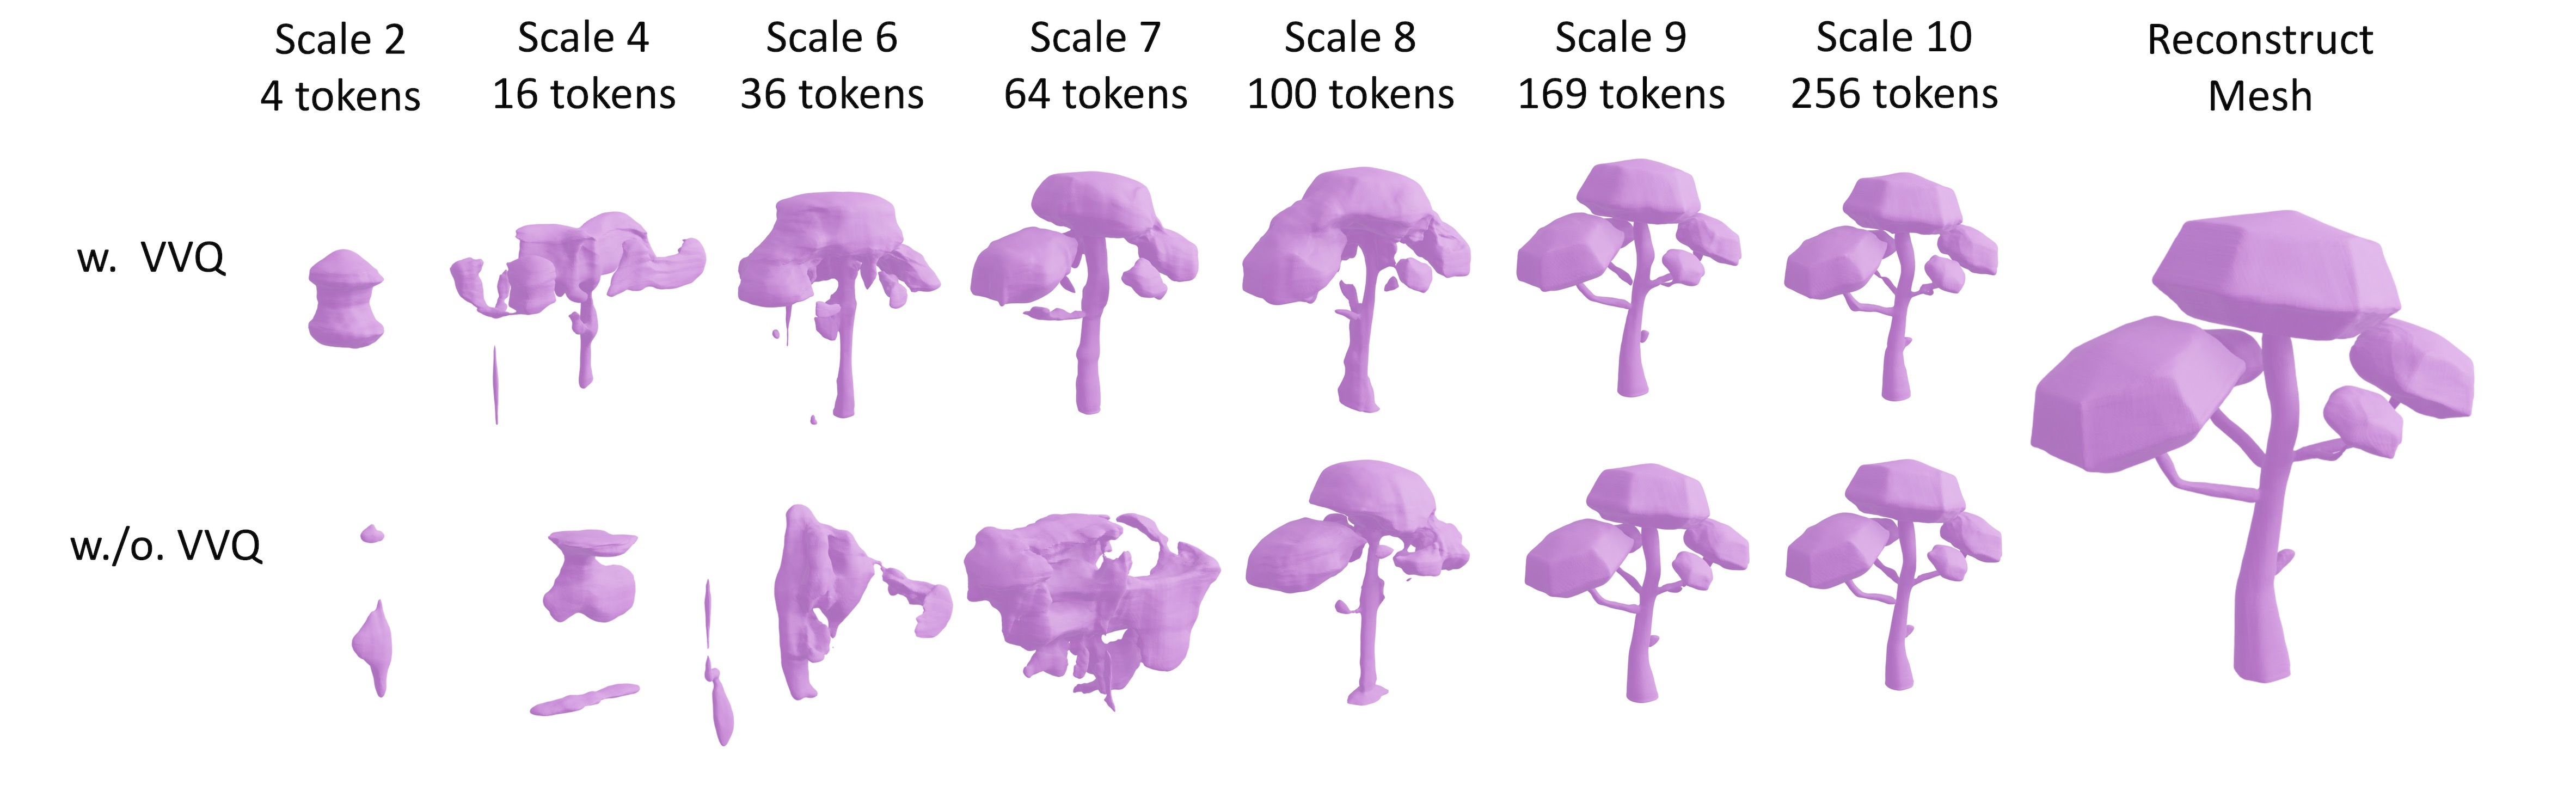 Scale 2
4 tokens
Scale 4
16 tokens
Scale 6
36 tokens
Scale 7
64 tokens
Scale 8
100 tokens
Scale 9
169 tokens
Scale 10
256 tokens
Reconstruct
Mesh
w. VVQ
w./o. VVQ